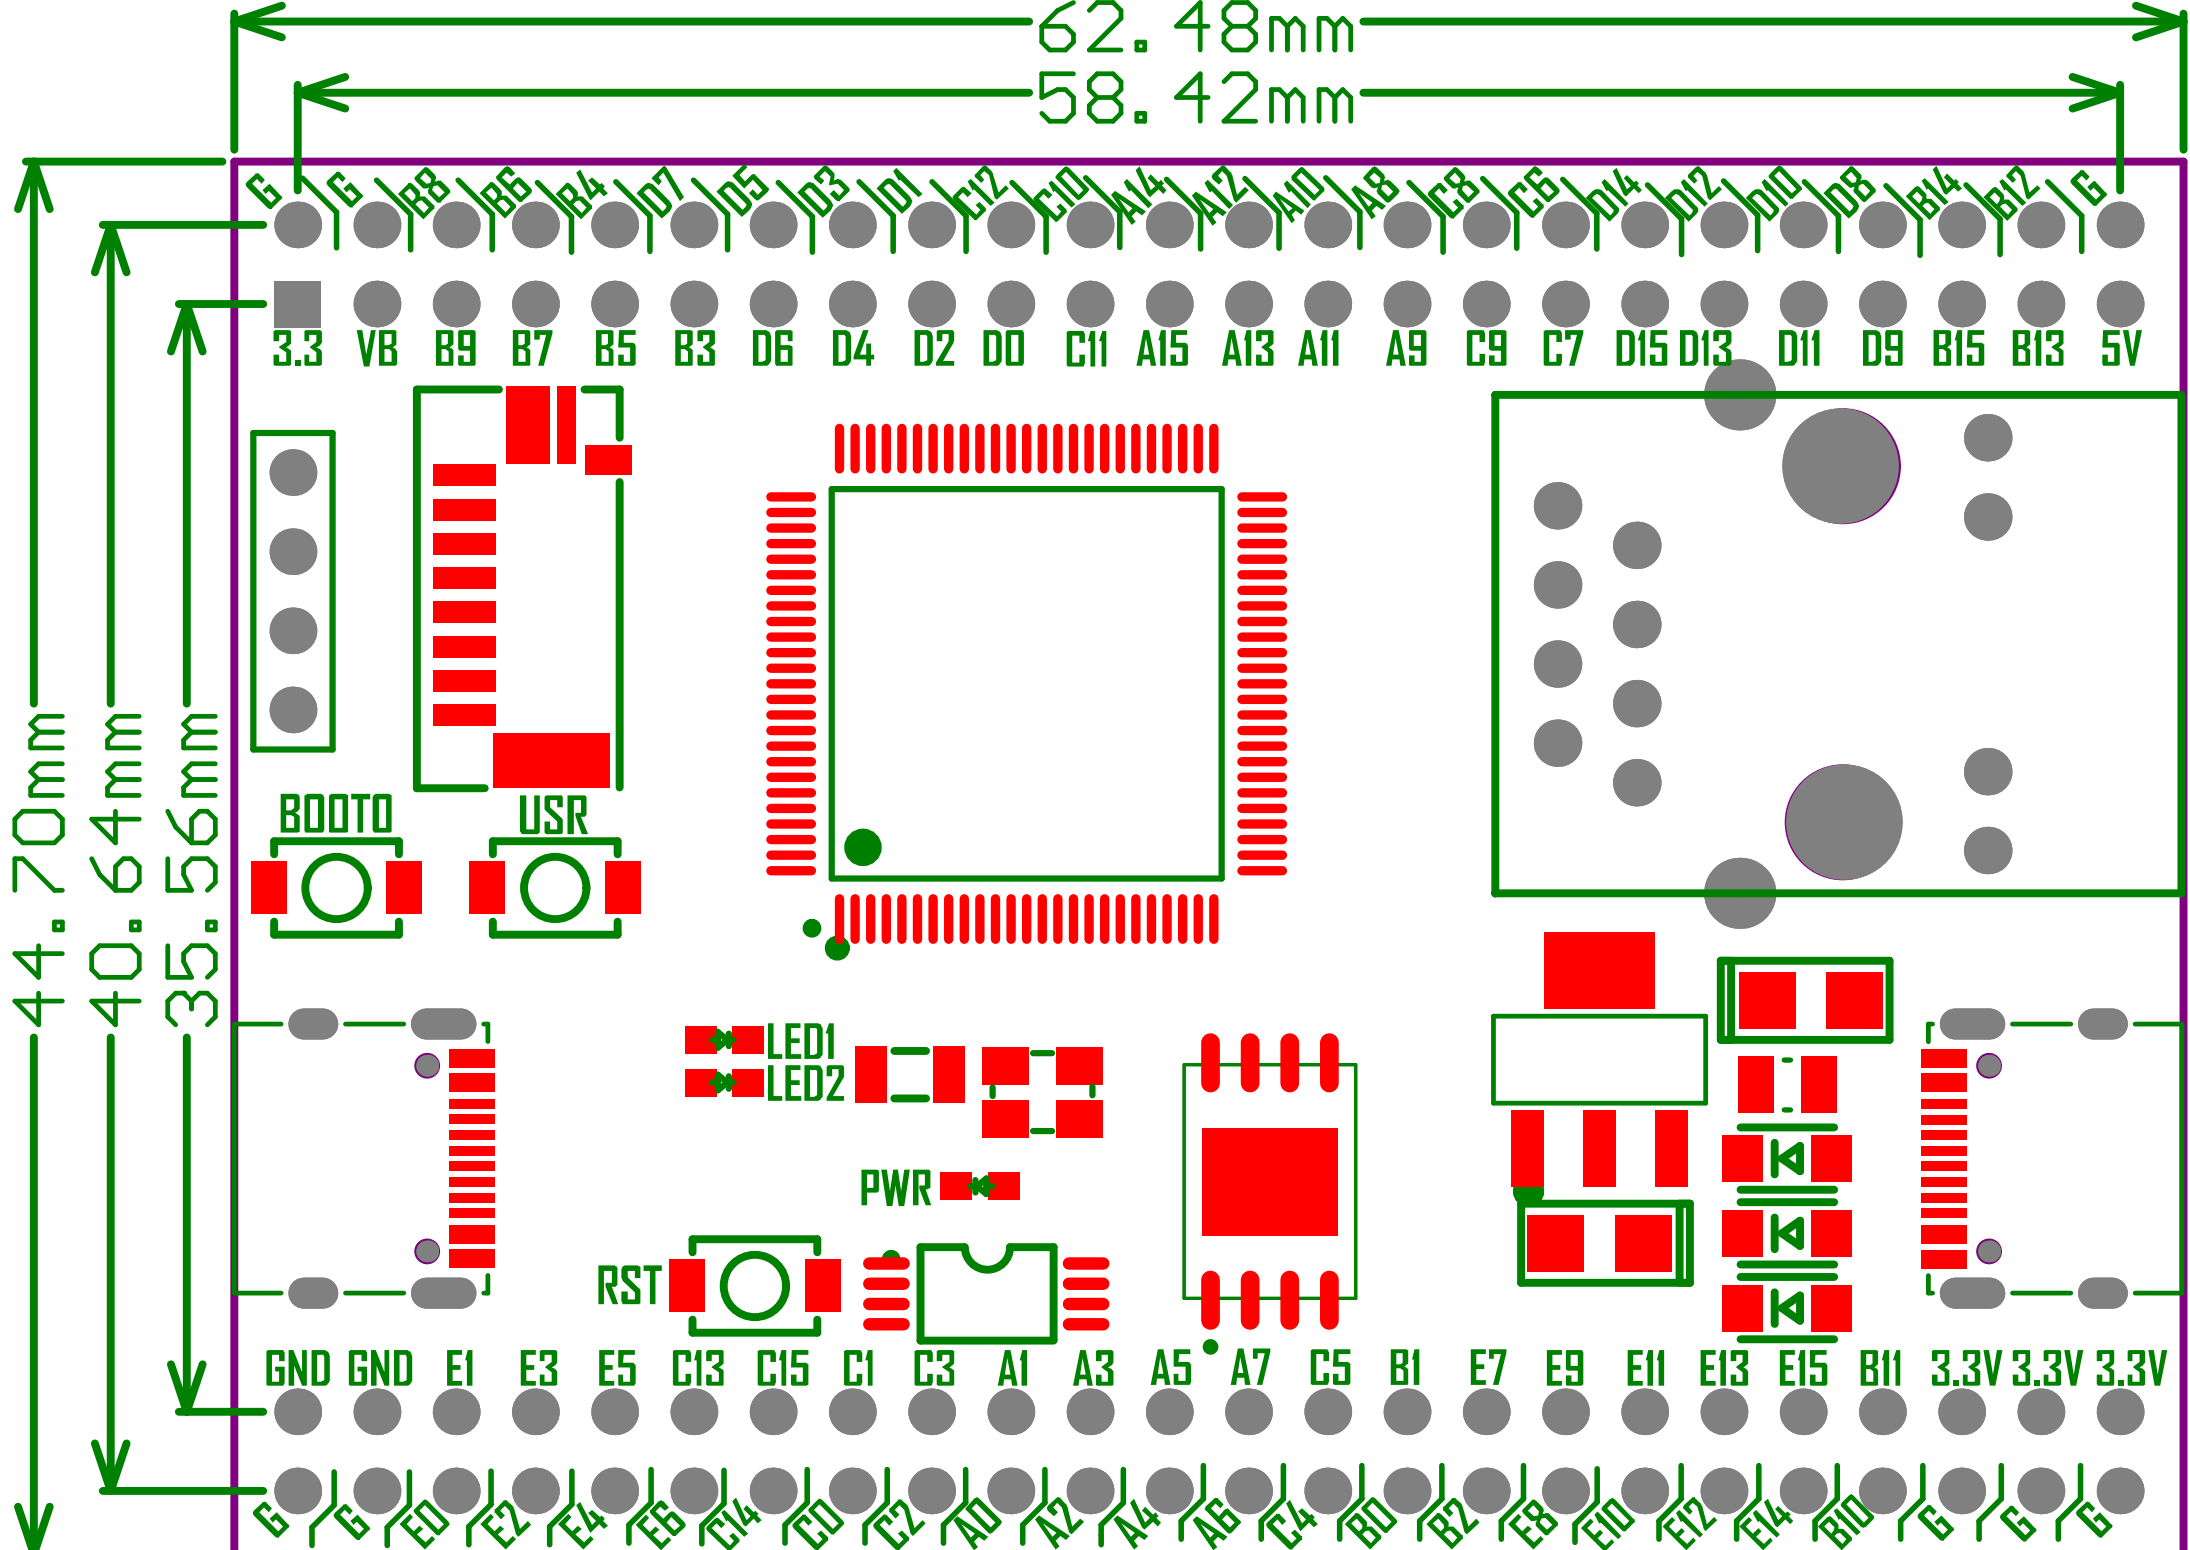 62.48mm
58.42mm
G G B8 B6 B4 D7 D5 D3 D1 C12 C10 A14 A12 A10 A8 C8 C6 D14 D12 D10 D8 B14 B12 G
3.3 VB B9 B7 B5 B3 D6 D4 D2 D0 C11 A15 A13 A11 A9 C9 C7 D15 D13 D11 D9 B15 B13 5V
44.70mm
40.64mm
35.56mm
BOOT0 USR
LED1
LED2
PWR
RST
GND GND E1 E3 E5 C13 C15 C1 C3 A1 A3 A5 A7 C5 B1 E7 E9 E11 E13 E15 B11 3.3V 3.3V 3.3V
G G E0 E2 E4 E6 C14 C0 C2 A0 A2 A4 A6 C4 B0 B2 E8 E10 E12 E14 B10 G G G